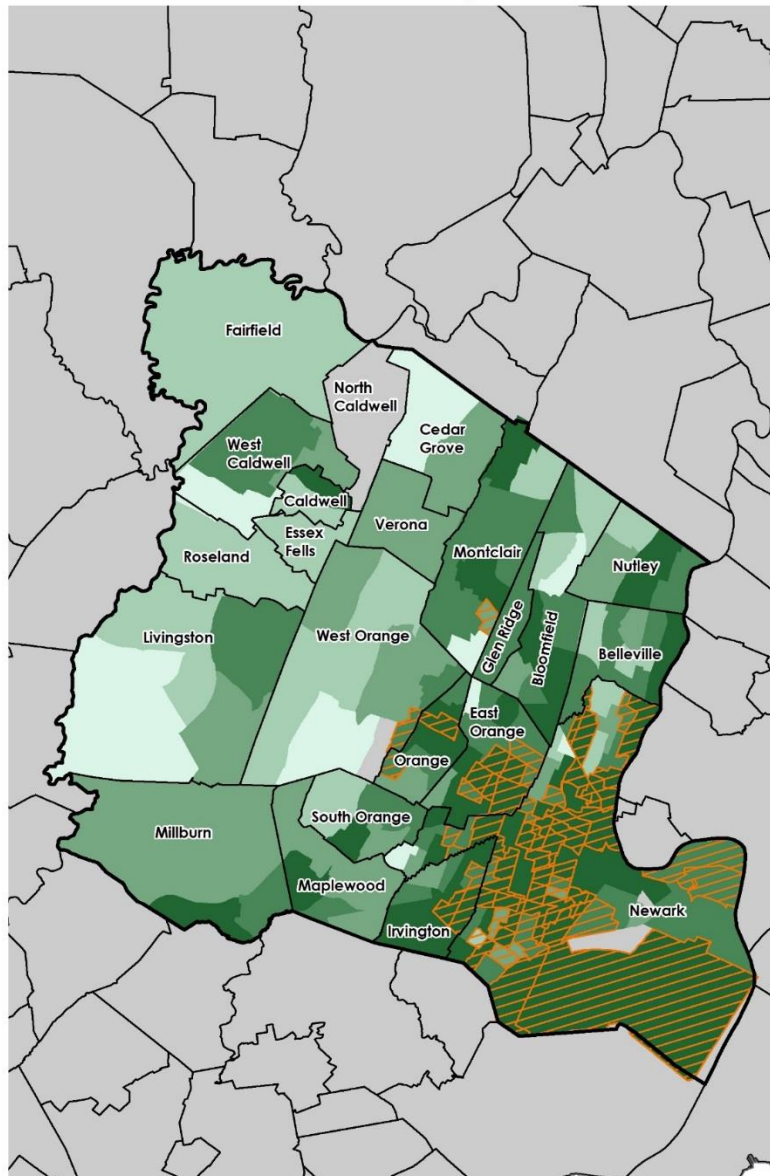 Fairfield
North
Caldwell
Cedar
Grove
West
Caldwell
Caldwell
Essex
Fells
Verona
Roseland
Montclair
Nutley
Livingston
West Orange
Glen Ridge
Bloomfield
Belleville
East
Orange
Orange
South Orange
Millburn
Maplewood
Irvington
Newark